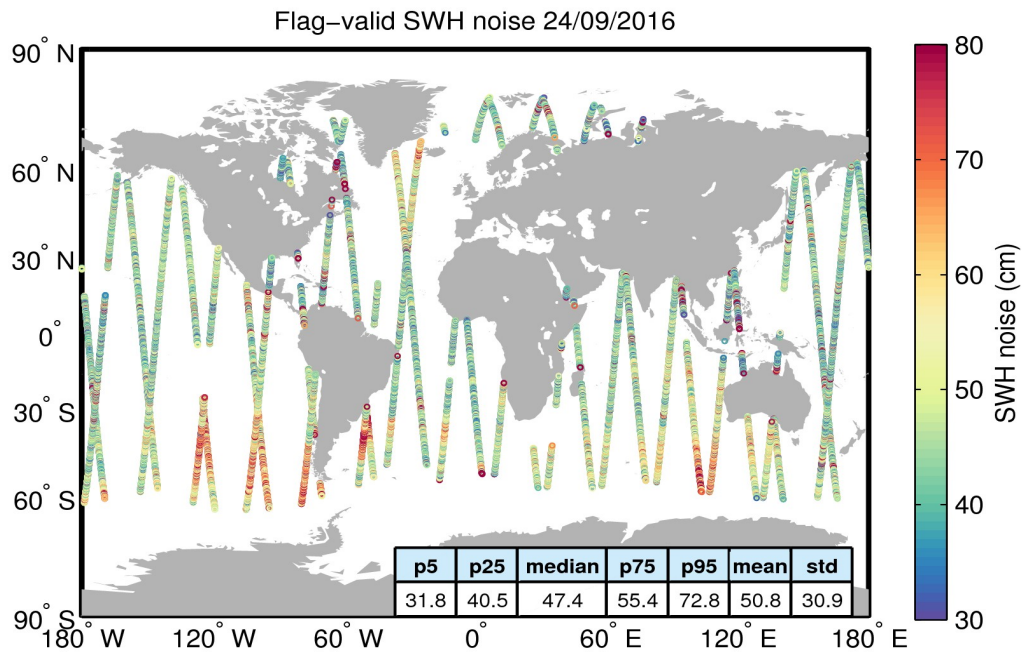 Flag−valid SWH noise 24/09/2016
90° N
60° N
30° N
0°
30° S
60° S
90° S
180° W
120° W
60° W
0°
60° E
120° E
180° E
p5 p25 median p75 p95 mean std
31.8 40.5 47.4 55.4 72.8 50.8 30.9
80
70
60
50
40
30
SWH noise (cm)